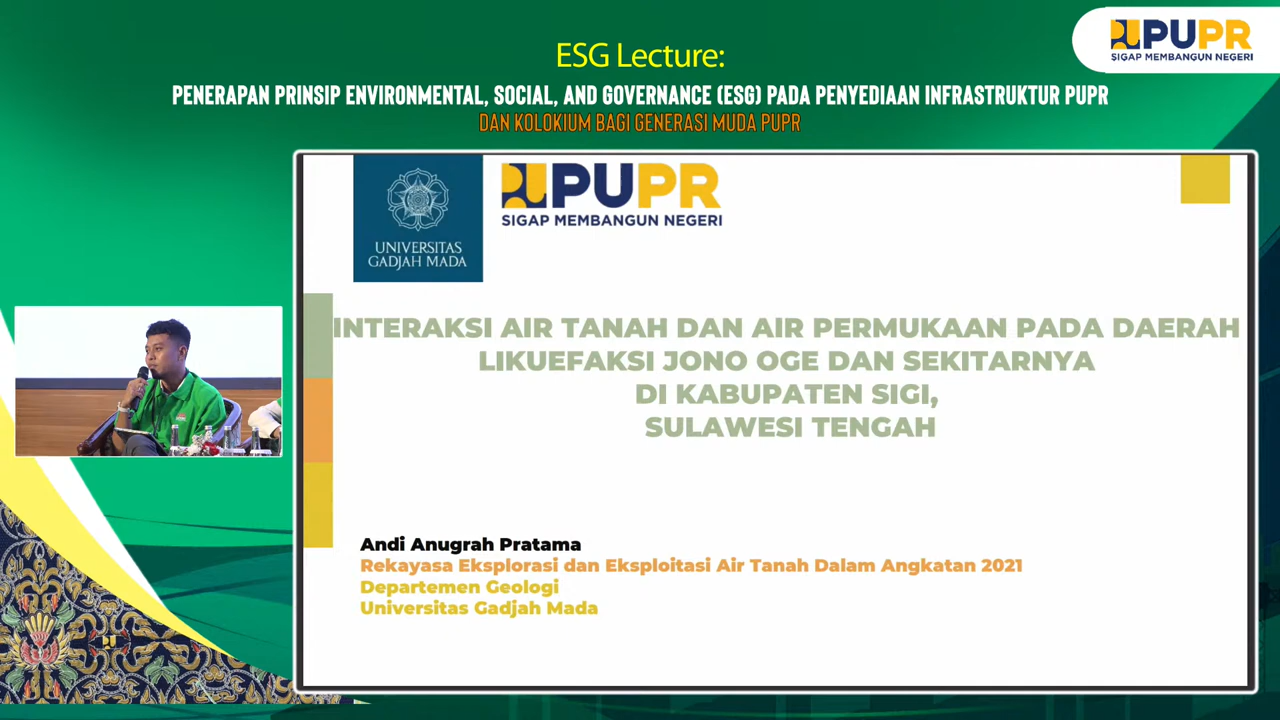 PUPR
SIGAP MEMBANGUN NEGERI
ESG Lecture:
PENERAPAN PRINSIP ENVIRONMENTAL, SOCIAL, AND GOVERNANCE (ESG) PADA PENYEDIAAN INFRASTRUKTUR PUPR
DAN KOLOKIUM BAGI GENERASI MUDA PUPR
UNIVERSITAS
GADJAH MADA
PUPR
SIGAP MEMBANGUN NEGERI
INTERAKSI AIR TANAH DAN AIR PERMUKAAN PADA DAERAH
LIKUEFAKSI JONO OGE DAN SEKITARNYA
DI KABUPATEN SIGI,
SULAWESI TENGAH
Andi Anugrah Pratama
Rekayasa Eksplorasi dan Eksploitasi Air Tanah Dalam Angkatan 2021
Departemen Geologi
Universitas Gadjah Mada